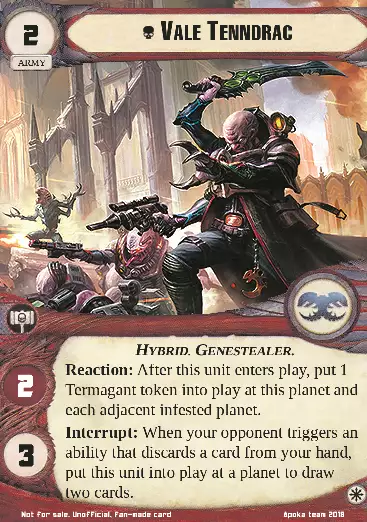 2
Vale Tenndrac
ARMY
Hybrid. Genestealer.
2
Reaction: After this unit enters play, put 1
Termagant token into play at this planet and
each adjacent infested planet.
3
Interrupt: When your opponent triggers an
ability that discards a card from your hand,
put this unit into play at a planet to draw
two cards.
Not for sale. Unofficial. Fan-made card
Apoka team 2018